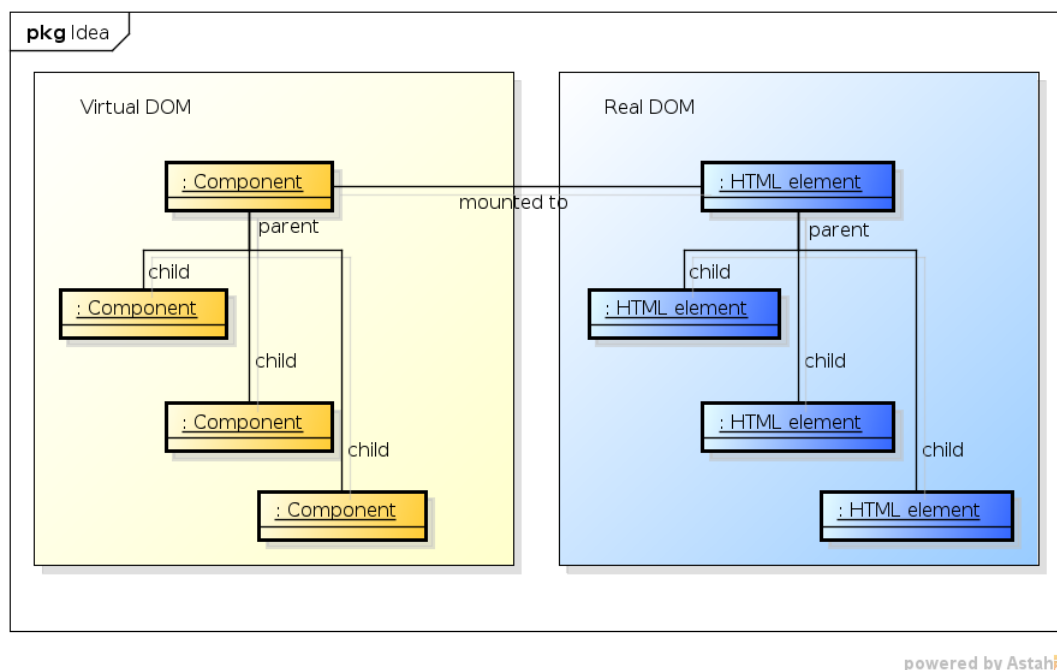 pkg Idea
Virtual DOM
Real DOM
: Component
: HTML element
mounted to
parent
parent
child
child
: Component
: HTML element
child
child
: Component
: HTML element
child
child
: Component
: HTML element
powered by Astah